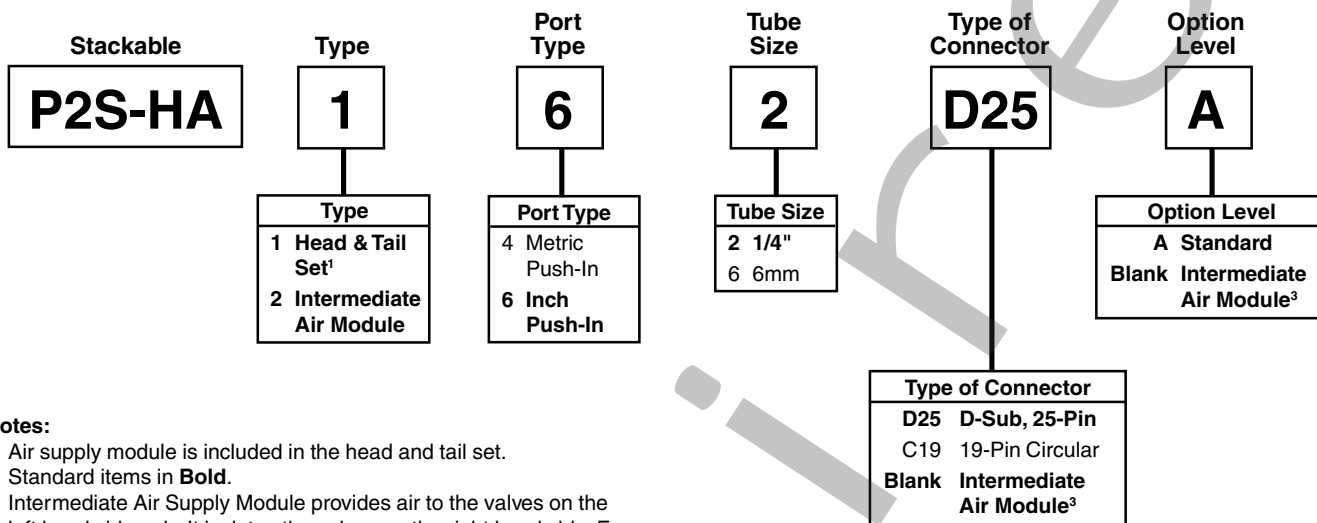 Stackable
Type
Port
Type
Tube
Size
Type of
Connector
Option
Level
P2S-HA
1
6
2
D25
A
Type
1 Head & Tail
Set1
2 Intermediate
Air Module
Port Type
4 Metric
Push-In
6 Inch
Push-In
Tube Size
2 1/4"
6 6mm
Option Level
A Standard
Blank Intermediate
Air Module3
Type of Connector
D25 D-Sub, 25-Pin
C19 19-Pin Circular
Blank Intermediate
Air Module3
otes:
Air supply module is included in the head and tail set.
Standard items in Bold.
Intermediate Air Supply Module provides air to the valves on the